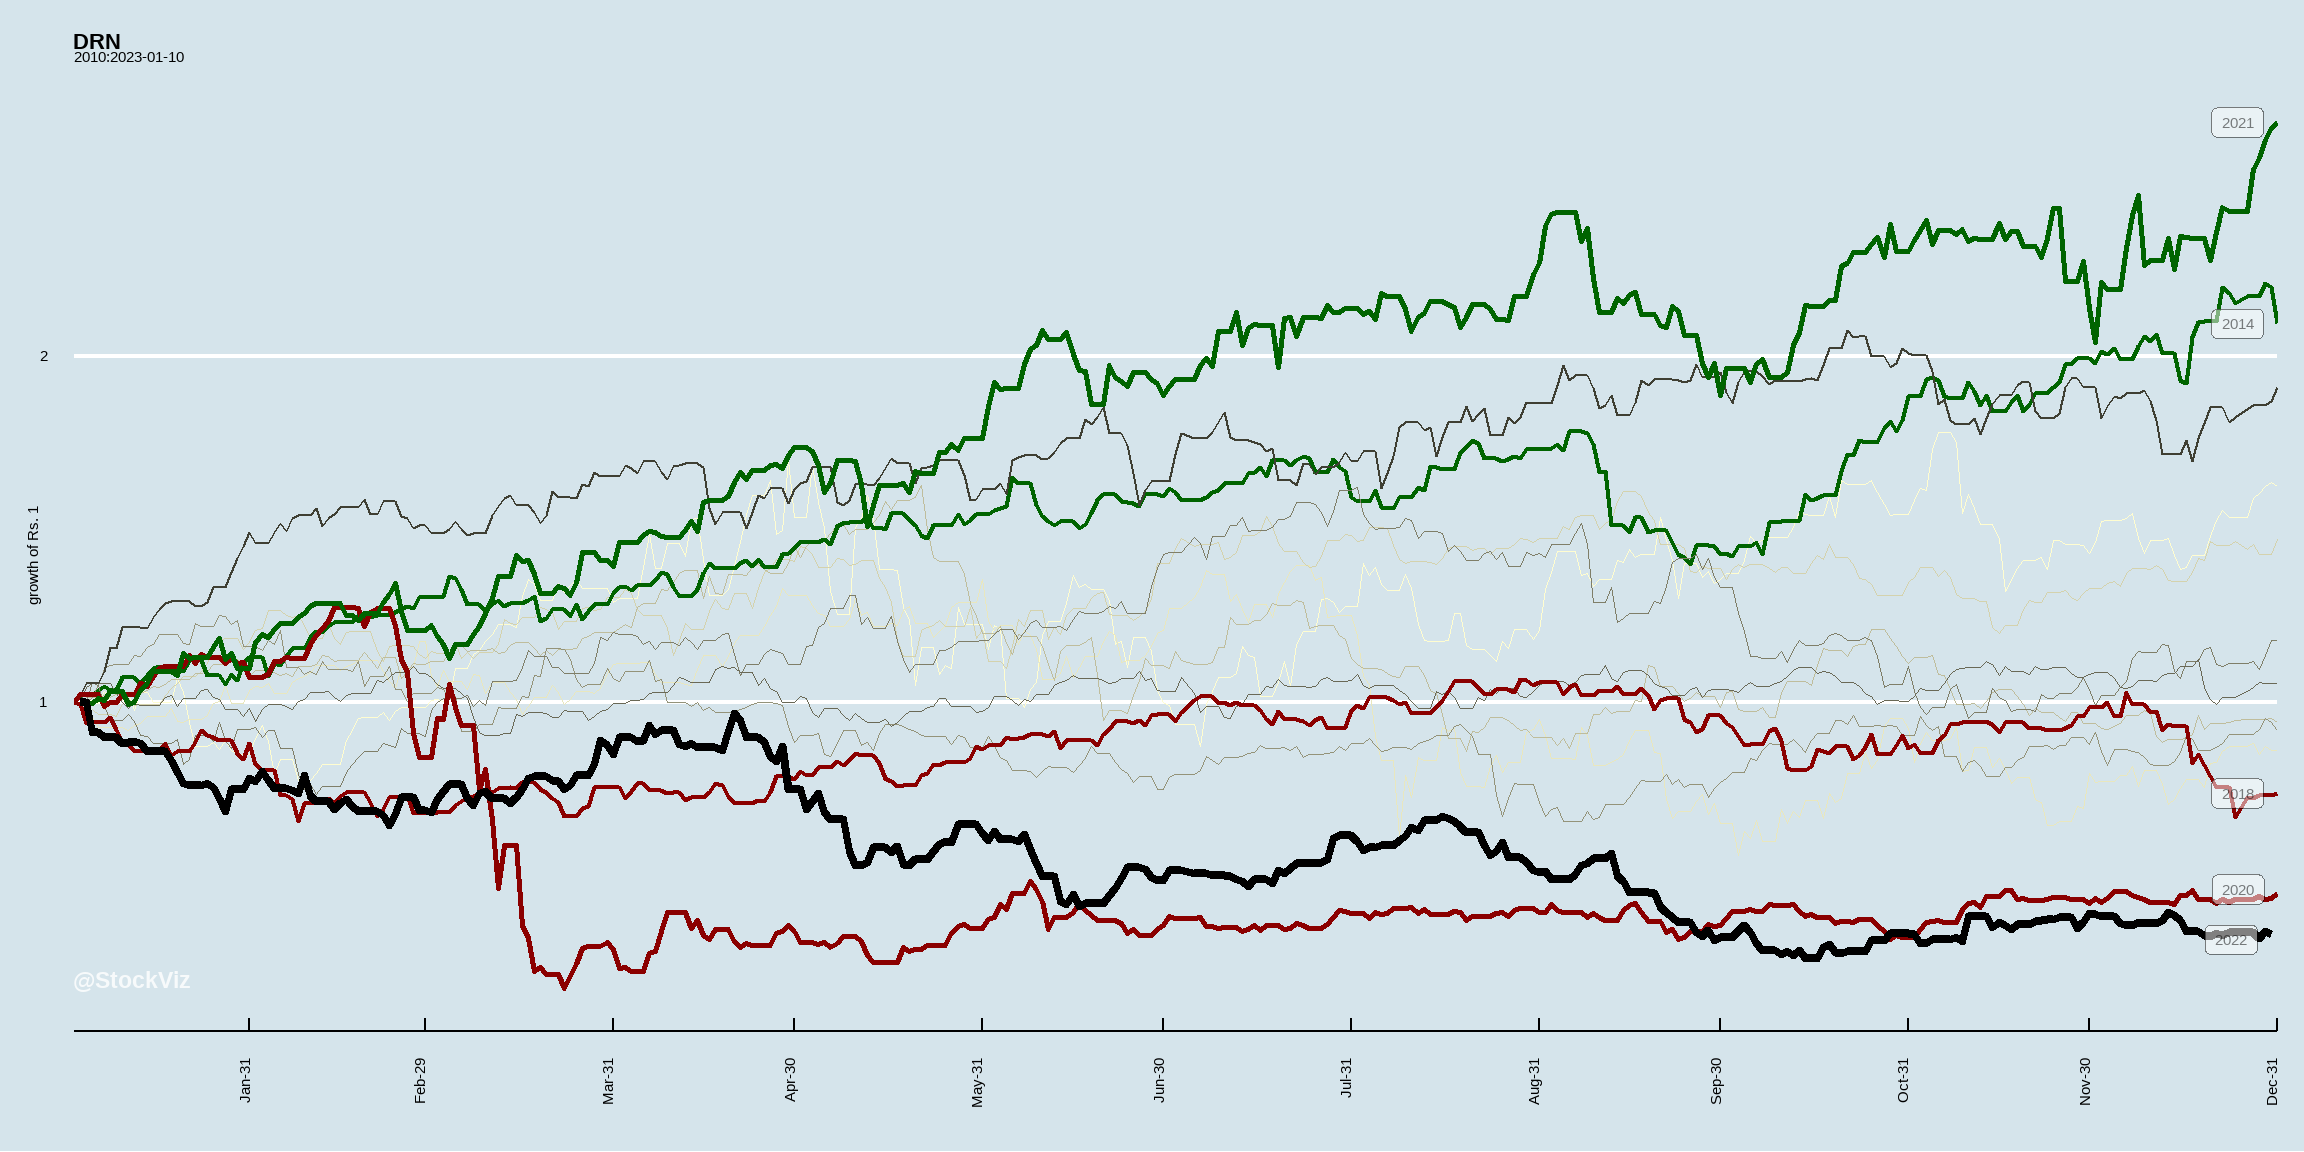 DRN
2010:2023-01-10
2021
2
2014
growth of Rs. 1
1
2018
2020
2022
@StockViz
Jan-31
Feb-29
Mar-31
Apr-30
May-31
Jun-30
Jul-31
Aug-31
Sep-30
Oct-31
Nov-30
Dec-31